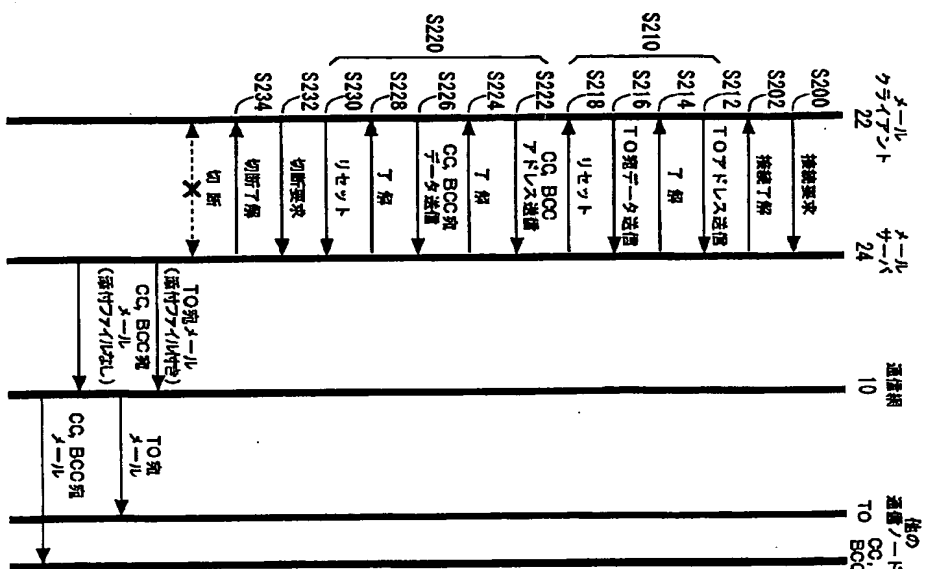 メール
クライアント
22
メール
サーバ
24
通信網
10
他の
通信ノード
TO
CC,
BCC
S200
接続要求
S202
接続了解
S210
S212
TOアドレス送信
S214
了解
S216
TO宛データ送信
S218
リセット
S220
S222
CC, BCC
アドレス送信
S224
了解
S226
CC, BCC宛
データ送信
S228
了解
S230
リセット
S232
切断要求
S234
切断了解
切断
TO宛メール
(添付ファイル付き)
CC, BCC宛
メール
(添付ファイルなし)
TO宛
メール
CC, BCC宛
メール